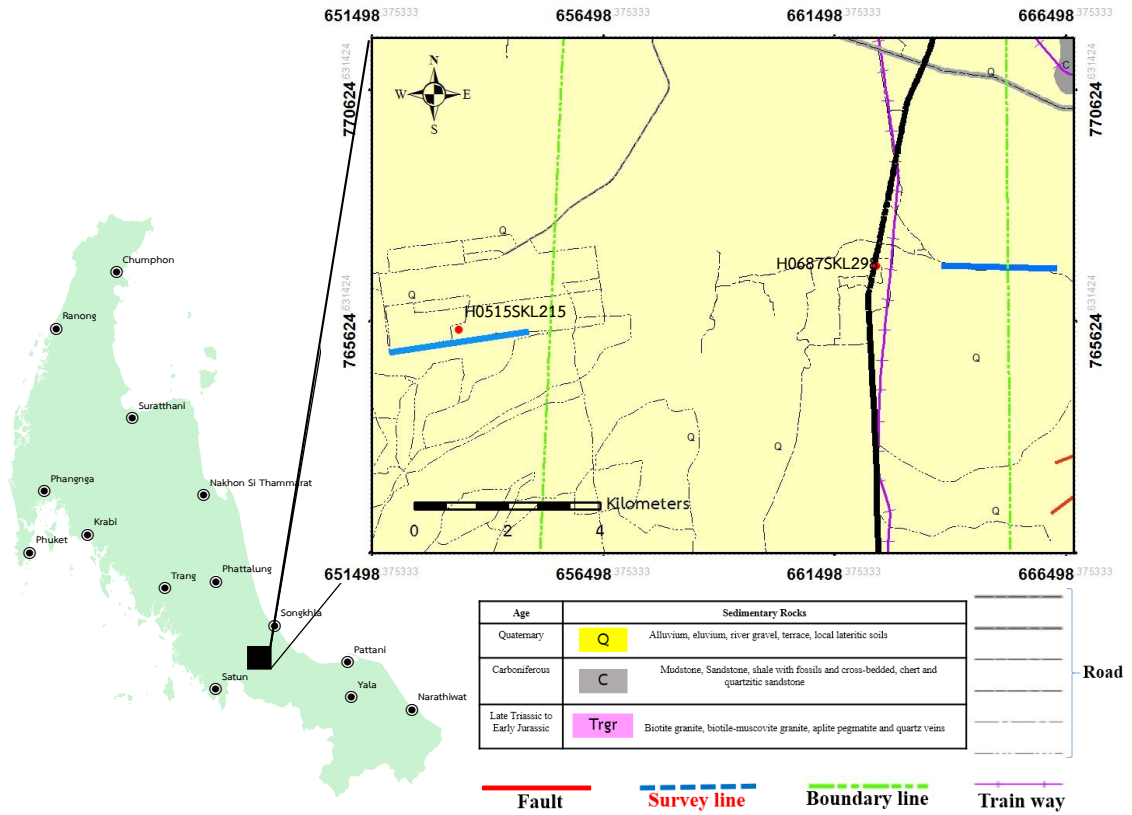 651498 375333 656498 375333 661498 375333 666498 375333
770624 631424
770624 631424
N
W E
S
Q
C
Q
H0687SKL298
Q
H0515SKL215
765624 631424
765624 631424
Q
Q
Q
Q
Kilometers
0 2 4
651498 375333 656498 375333 661498 375333 666498 375333
Chumphon
Ranong
Suratthani
Phangnga
Nakhon Si Thammarat
Krabi
Phuket
Trang
Phattalung
Songkhla
Pattani
Satun
Yala
Narathiwat
Age Sedimentary Rocks
Quaternary Q Alluvium, eluvium, river gravel, terrace, local lateritic soils
Carboniferous C Mudstone, Sandstone, shale with fossils and cross-bedded, chert and
quartzitic sandstone
Late Triassic to
Early Jurassic Trgr Biotite granite, biotile-muscovite granite, aplite pegmatite and quartz veins
Road
Fault Survey line Boundary line Train way